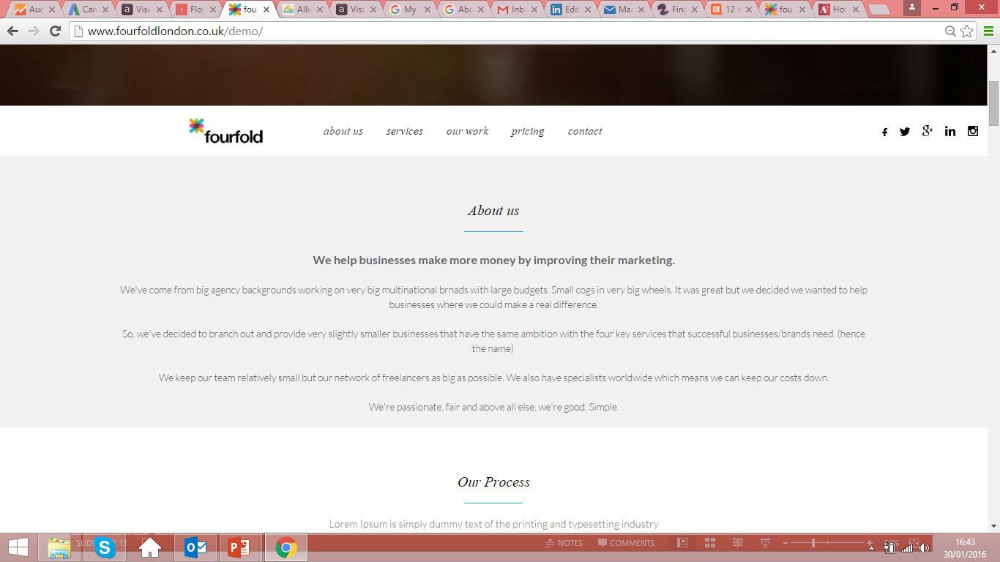 Auc Can Visi Floy four Allie Visi My Abo Inb Edit Mai Find 12 s four Hor
www.fourfoldlondon.co.uk/demo/
fourfold about us services our work pricing contact
About us
We help businesses make more money by improving their marketing.
We've come from big agency backgrounds working on very big multinational brnads with large budgets. Small cogs in very big wheels. It was great but we decided we wanted to help
businesses where we could make a real difference.
So, we've decided to branch out and provide very slightly smaller businesses that have the same ambition with the four key services that successful businesses/brands need. (hence
the name)
We keep our team relatively small but our network of freelancers as big as possible. We also have specialists worldwide which means we can keep our costs down.
We're passionate, fair and above all else, we're good. Simple.
Our Process
Lorem Ipsum is simply dummy text of the printing and typesetting industry
NOTES COMMENTS 64% 16:43
30/01/2016